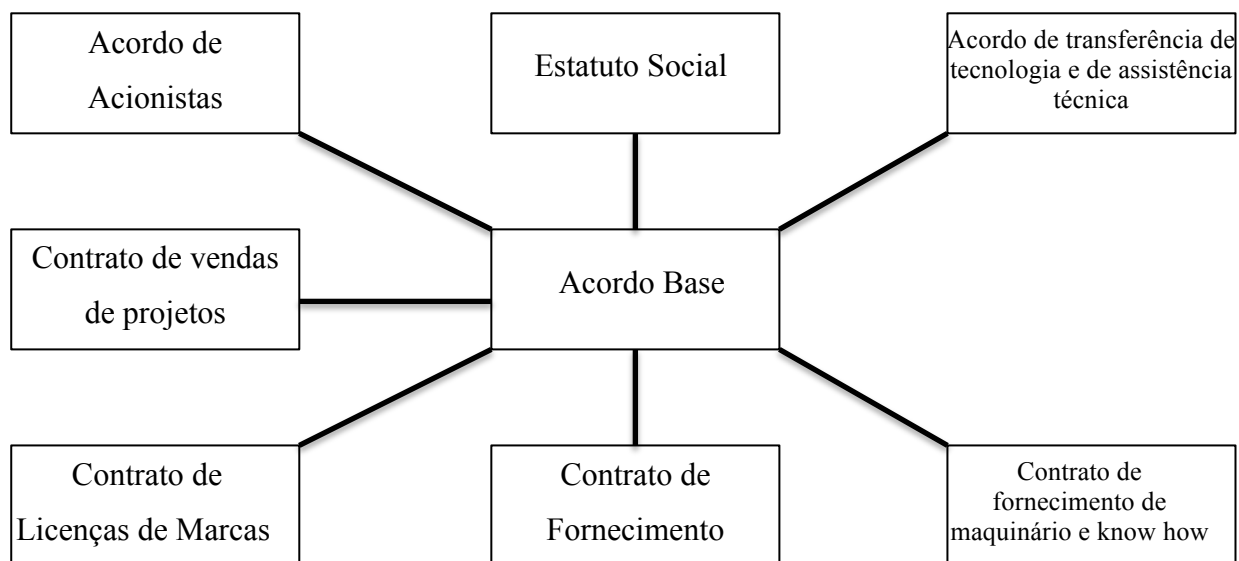 Acordo de
Acionistas
Estatuto Social
Acordo de transferência de
tecnologia e de assistência
técnica
Contrato de vendas
de projetos
Acordo Base
Contrato de
Licenças de Marcas
Contrato de
Fornecimento
Contrato de
fornecimento de
maquinário e know how